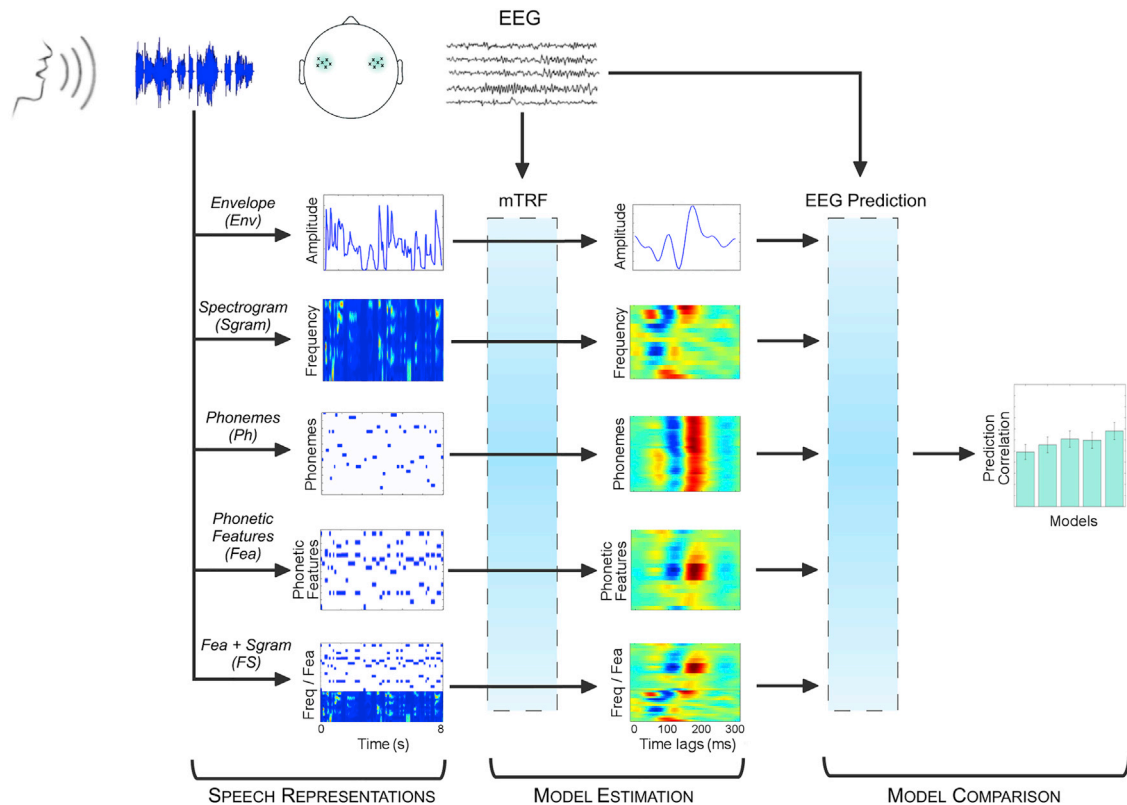 EEG
Envelope
(Env)
Amplitude
mTRF
Amplitude
EEG Prediction
Spectrogram
(Sgram)
Frequency
Frequency
Phonemes
(Ph)
Phonemes
Phonemes
Prediction
Correlation
Models
Phonetic
Features
(Fea)
Phonetic
Features
Phonetic
Features
Fea + Sgram
(FS)
Freq / Fea
0
8
Time (s)
Freq / Fea
0
100
200
300
Time lags (ms)
SPEECH REPRESENTATIONS
MODEL ESTIMATION
MODEL COMPARISON